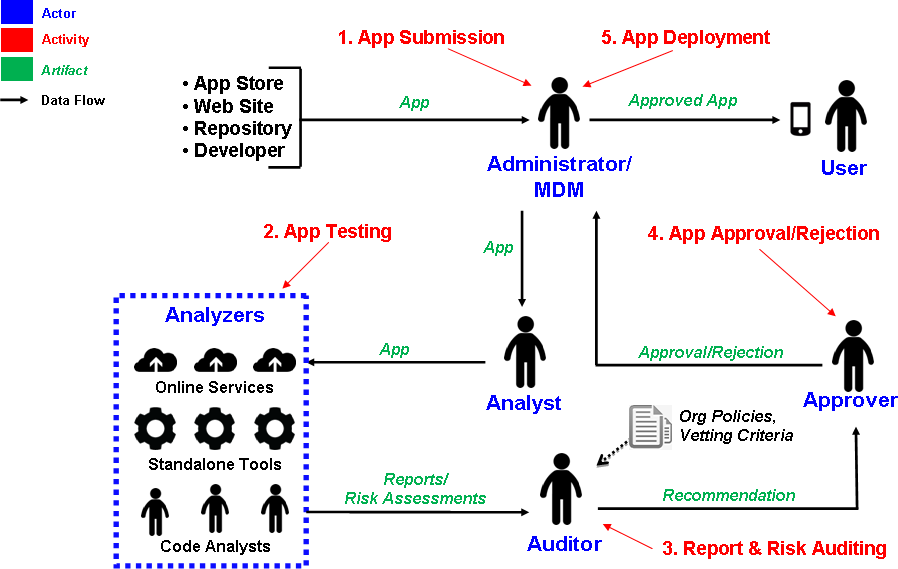 Actor
Activity
Artifact
Data Flow
1. App Submission
5. App Deployment
• App Store
• Web Site
• Repository
• Developer
App
Approved App
Administrator/
MDM
User
2. App Testing
App
4. App Approval/Rejection
Analyzers
Online Services
Standalone Tools
Code Analysts
App
Analyst
Approval/Rejection
Approver
Org Policies,
Vetting Criteria
Reports/
Risk Assessments
Auditor
Recommendation
3. Report & Risk Auditing